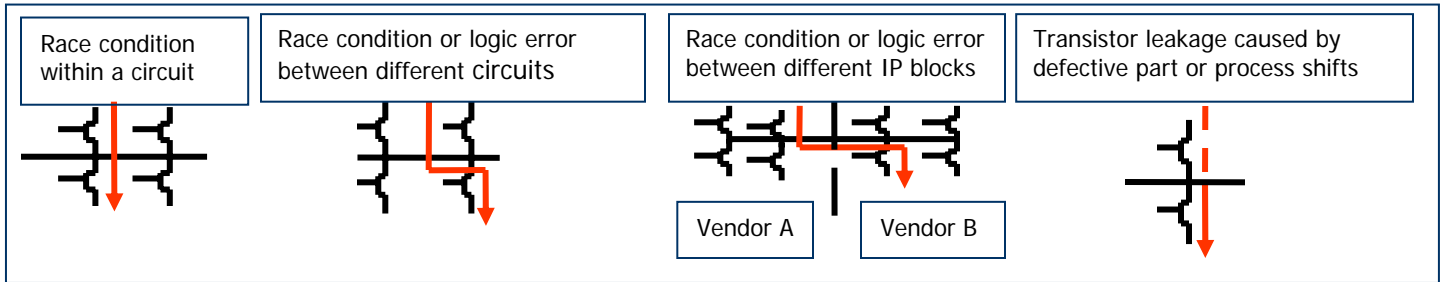 Race condition
within a circuit
Race condition or logic error
between different circuits
Race condition or logic error
between different IP blocks
Transistor leakage caused by
defective part or process shifts
Vendor A
Vendor B